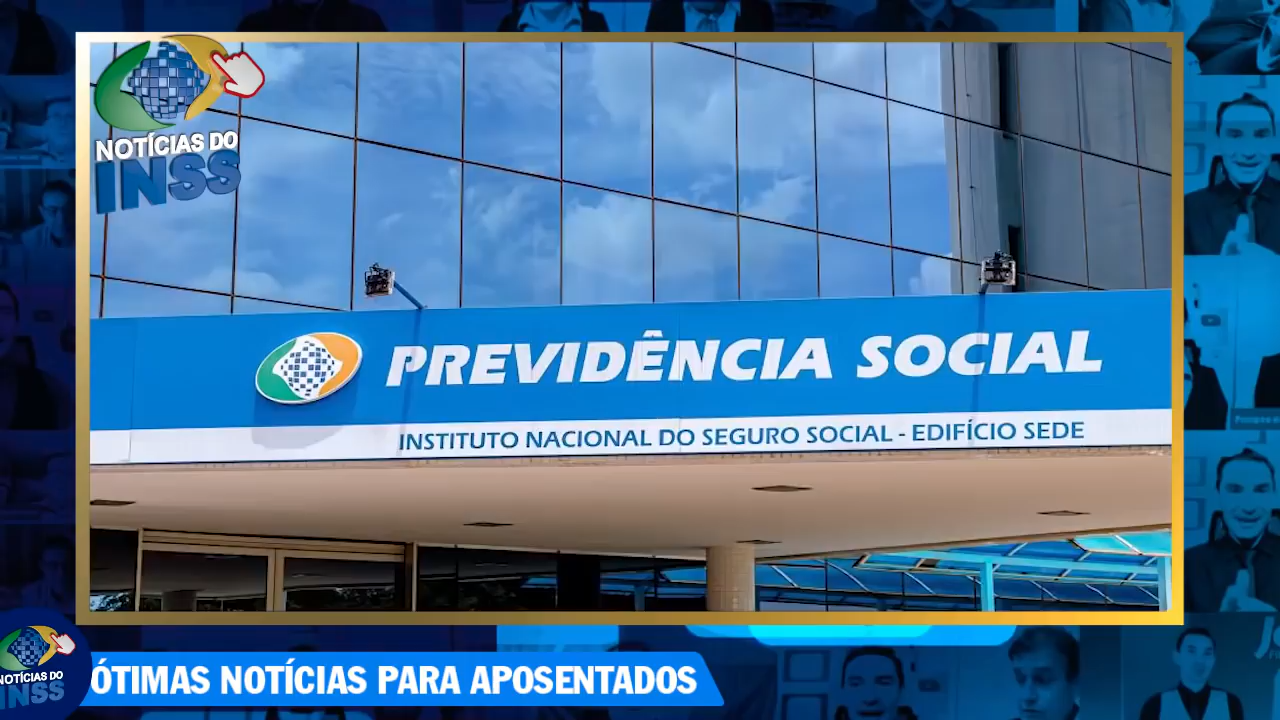 NOTÍCIAS DO
INSS
PREVIDÊNCIA SOCIAL
INSTITUTO NACIONAL DO SEGURO SOCIAL - EDIFÍCIO SEDE
NOTÍCIAS DO
INSS
ÓTIMAS NOTÍCIAS PARA APOSENTADOS